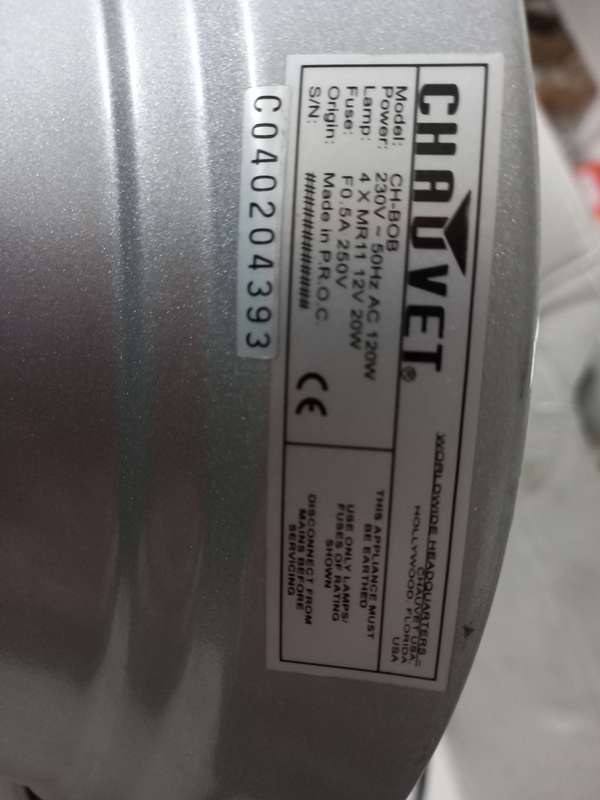 CHAUVET®
WORLDWIDE HEADQUARTERS
CHAUVET USA
HOLLYWOOD, FLORIDA
USA
Model: CH-BOB
Power: 230V ~ 50Hz AC 120W
Lamp: 4 X MR11 12V 20W
Fuse: F0.5A 250V
Origin: Made in P.R.O.C.
S/N: ############
CE
THIS APPLIANCE MUST
BE EARTHED
USE ONLY LAMPS/
FUSES OF RATING
SHOWN
DISCONNECT FROM
MAINS BEFORE
SERVICING
C040204393